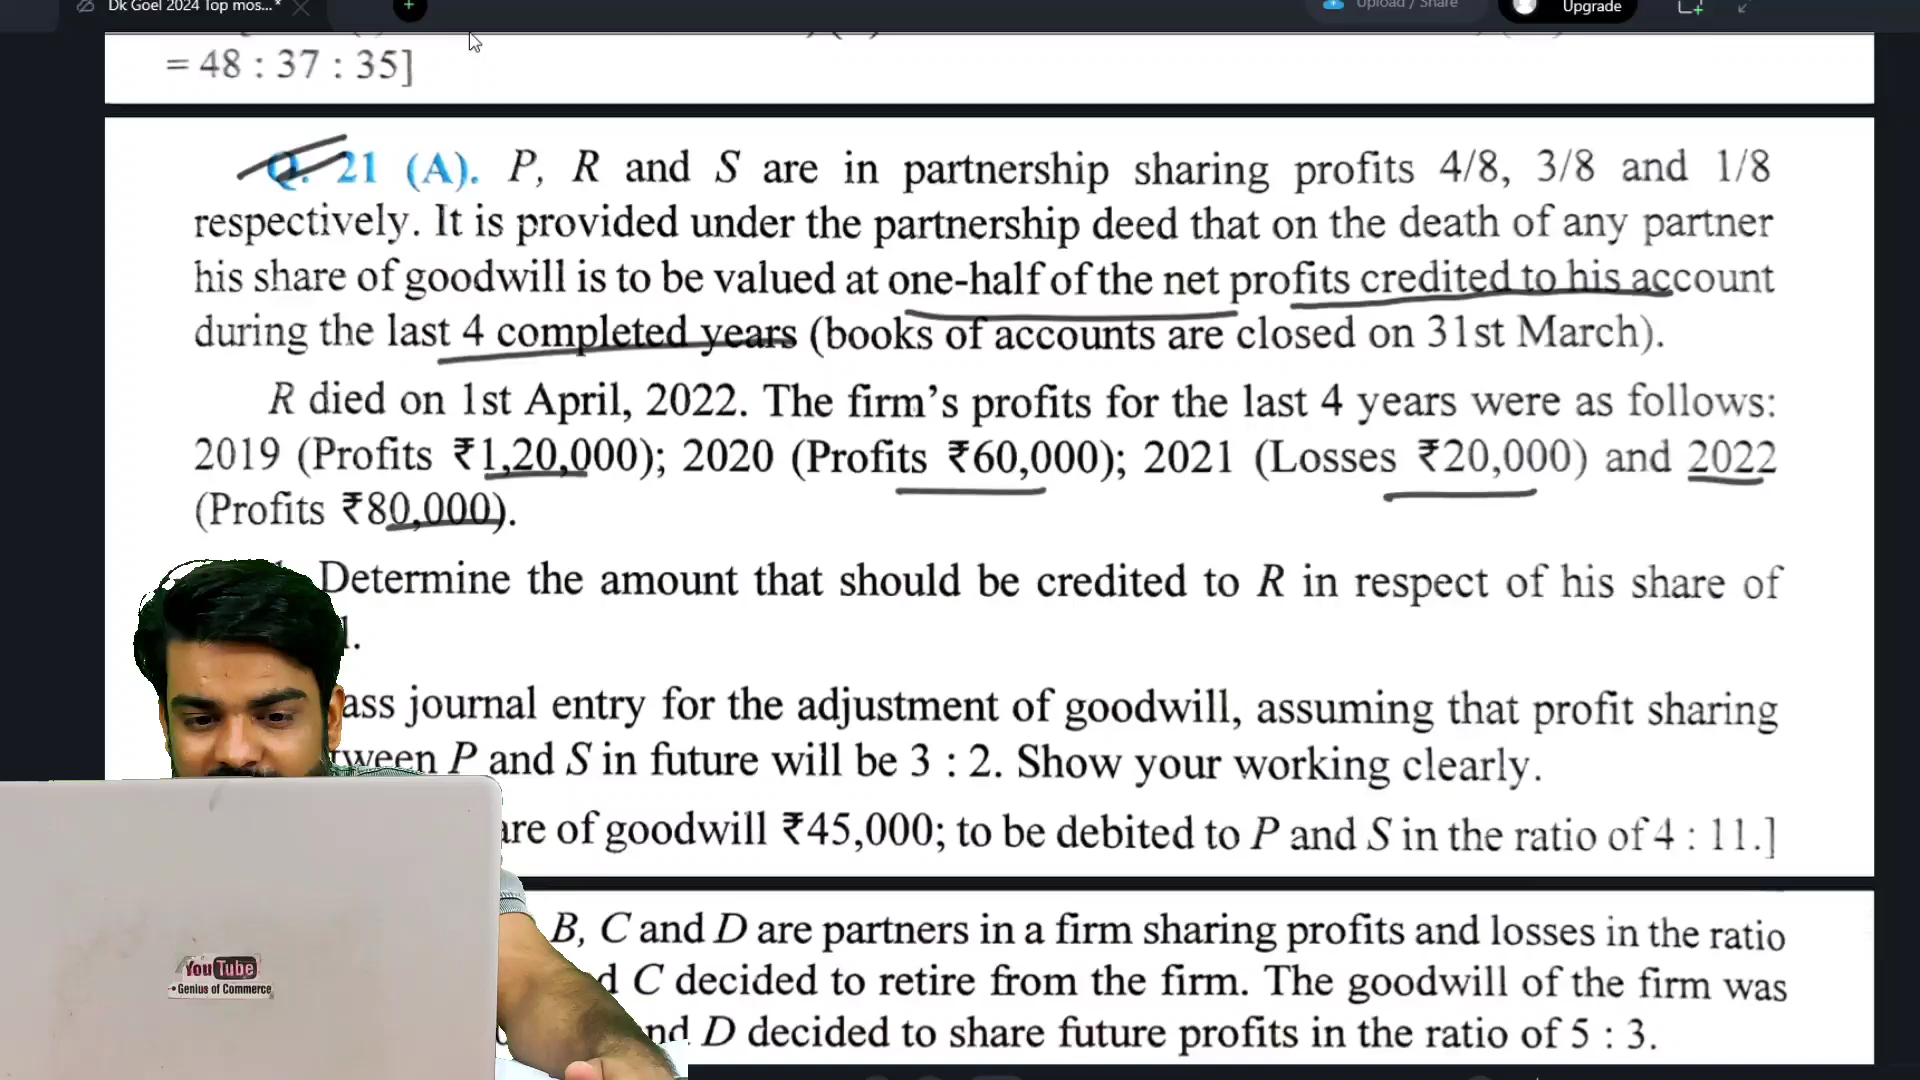 Dk Goel 2024 Top mos...*
Upload / Share
Upgrade
= 48 : 37 : 35]
Q. 21 (A). P, R and S are in partnership sharing profits 4/8, 3/8 and 1/8
respectively. It is provided under the partnership deed that on the death of any partner
his share of goodwill is to be valued at one-half of the net profits credited to his account
during the last 4 completed years (books of accounts are closed on 31st March).
R died on 1st April, 2022. The firm's profits for the last 4 years were as follows:
2019 (Profits ₹1,20,000); 2020 (Profits ₹60,000); 2021 (Losses ₹20,000) and 2022
(Profits ₹80,000).
Determine the amount that should be credited to R in respect of his share of
ass journal entry for the adjustment of goodwill, assuming that profit sharing
ween P and S in future will be 3 : 2. Show your working clearly.
are of goodwill ₹45,000; to be debited to P and S in the ratio of 4 : 11.]
B, C and D are partners in a firm sharing profits and losses in the ratio
d C decided to retire from the firm. The goodwill of the firm was
nd D decided to share future profits in the ratio of 5 : 3.
YouTube
Genius of Commerce